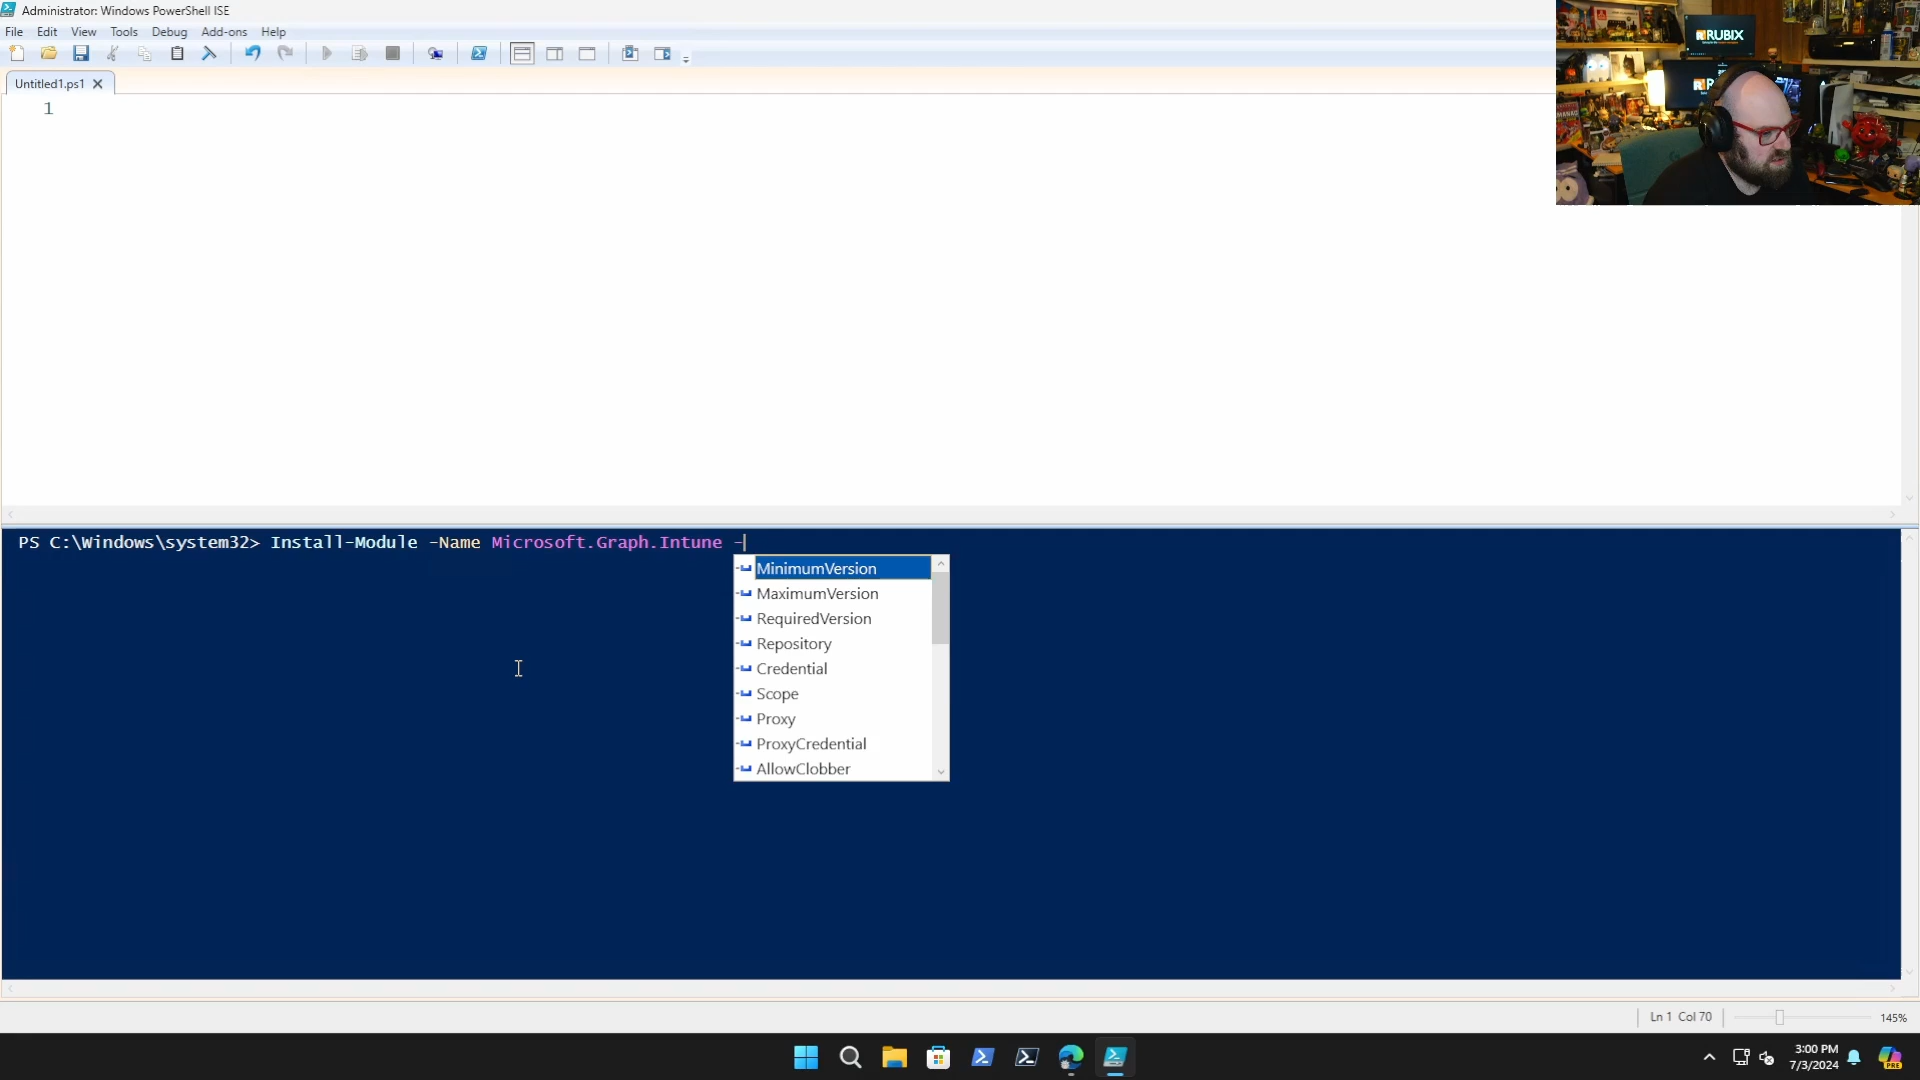 Administrator: Windows PowerShell ISE
File Edit View Tools Debug Add-ons Help
RUBIX
Untitled1.ps1
1
PS C:\Windows\system32> Install-Module -Name Microsoft.Graph.Intune -
MinimumVersion
MaximumVersion
RequiredVersion
Repository
Credential
Scope
Proxy
ProxyCredential
AllowClobber
Ln 1 Col 70
145%
3:00 PM
7/3/2024
PRE